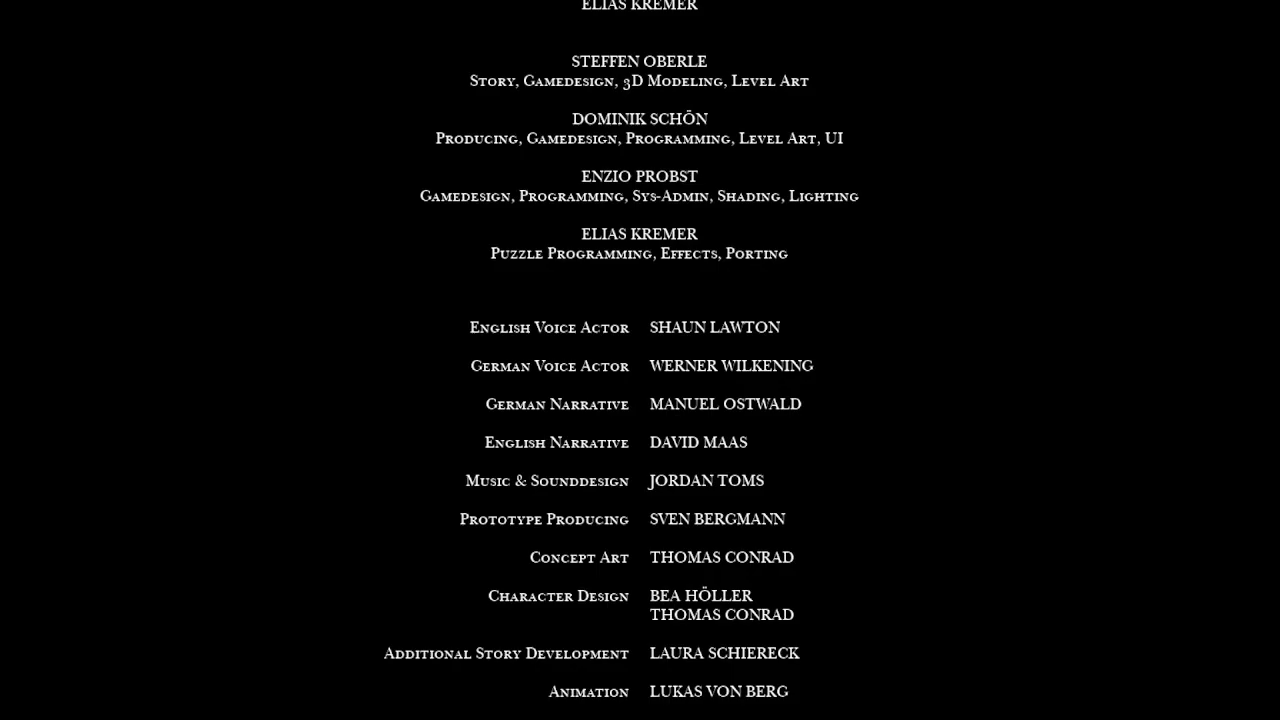 ELIAS KREMER
STEFFEN OBERLE
Story, Gamedesign, 3D Modeling, Level Art
DOMINIK SCHÖN
Producing, Gamedesign, Programming, Level Art, UI
ENZIO PROBST
Gamedesign, Programming, Sys-Admin, Shading, Lighting
ELIAS KREMER
Puzzle Programming, Effects, Porting
English Voice Actor SHAUN LAWTON
German Voice Actor WERNER WILKENING
German Narrative MANUEL OSTWALD
English Narrative DAVID MAAS
Music & Sounddesign JORDAN TOMS
Prototype Producing SVEN BERGMANN
Concept Art THOMAS CONRAD
Character Design BEA HÖLLER
THOMAS CONRAD
Additional Story Development LAURA SCHIERECK
Animation LUKAS VON BERG